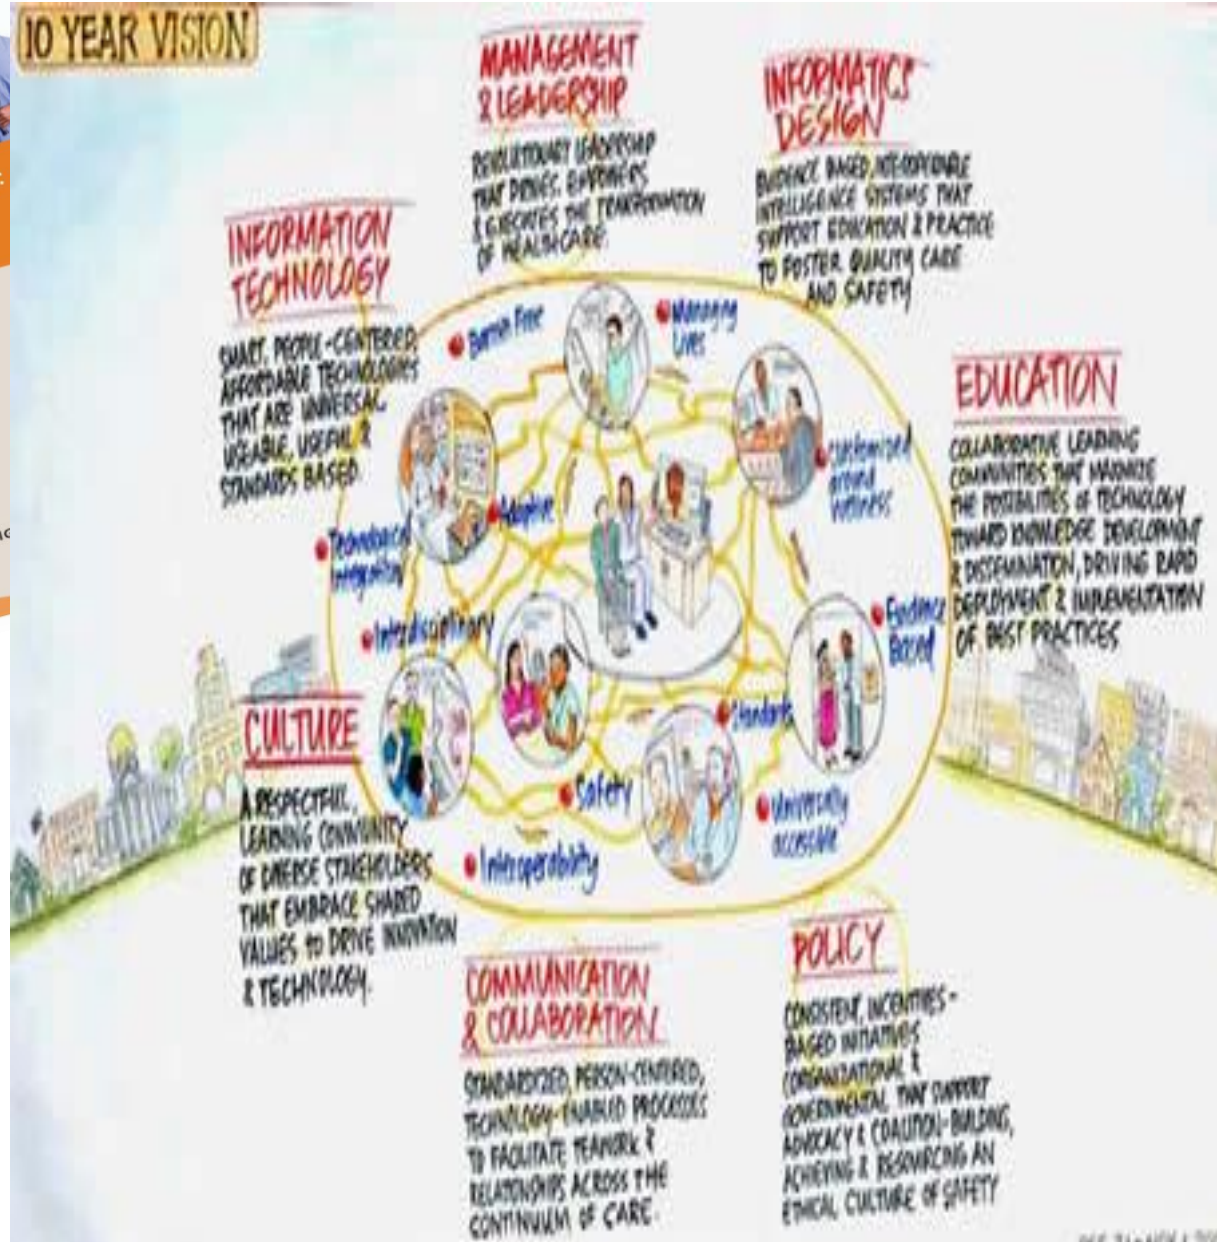 10 YEAR VISION
MANAGEMENT
& LEADERSHIP
REVOLUTIONARY LEADERSHIP
THAT DRIVES, EMPOWERS
& EXECUTES THE TRANSFORMATION
OF HEALTHCARE.
INFORMATICS
DESIGN
EVIDENCE BASED, INTEROPERABLE
INTELLIGENCE SYSTEMS THAT
SUPPORT EDUCATION & PRACTICE
TO FOSTER QUALITY CARE
AND SAFETY
INFORMATION
TECHNOLOGY
SMART, PEOPLE-CENTERED,
AFFORDABLE TECHNOLOGIES
THAT ARE UNIVERSAL
USEABLE, USEFUL &
STANDARDS BASED
EDUCATION
COLLABORATIVE LEARNING
COMMUNITIES THAT MAXIMIZE
THE POSSIBILITIES OF TECHNOLOGY
TOWARD KNOWLEDGE DEVELOPMENT
& DISSEMINATION, DRIVING RAPID
DEPLOYMENT & IMPLEMENTATION
OF BEST PRACTICES
Barrier Free
Managing
Lives
Customized
around
wellness
Adaptive
Technological
Integration
Interdisciplinary
Evidence
Based
Standards
Safety
Universally
accessible
Interoperability
CULTURE
A RESPECTFUL,
LEARNING COMMUNITY
OF DIVERSE STAKEHOLDERS
THAT EMBRACE SHARED
VALUES to DRIVE INNOVATION
& TECHNOLOGY.
COMMUNICATION
& COLLABORATION
STANDARDIZED, PERSON-CENTERED,
TECHNOLOGY-ENABLED PROCESSES
TO FACILITATE TEAWORK &
RELATIONSHIPS ACROSS THE
CONTINUUM OF CARE.
POLICY
CONSISTENT, INCENTIVES-
BASED INITIATIVES
(ORGANIZATIONAL &
GOVERNMENTAL THAT SUPPORT
ADVOCACY & COALITION-BUILDING,
ACHIEVING & RESOURCING AN
ETHICAL CULTURE OF SAFETY